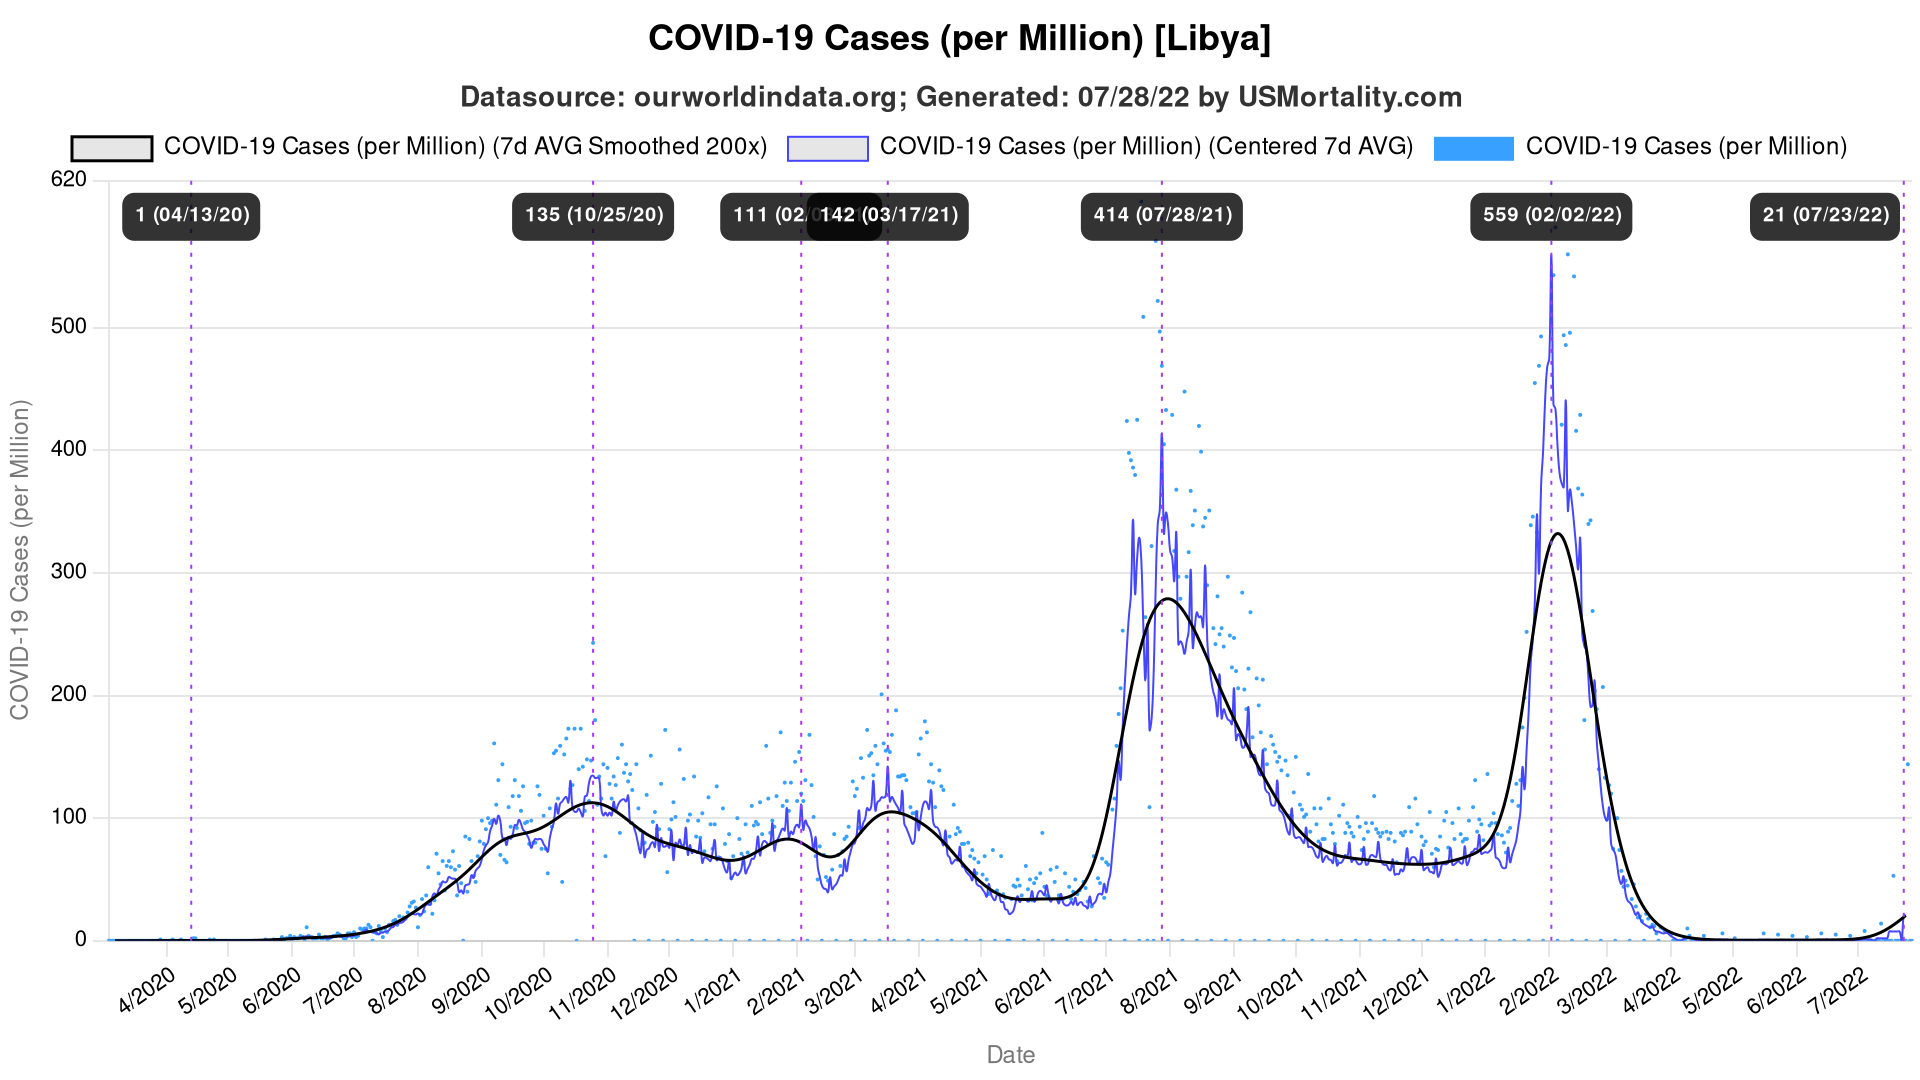 COVID-19 Cases (per Million) [Libya]
Datasource: ourworldindata.org; Generated: 07/28/22 by USMortality.com
COVID-19 Cases (per Million) (7d AVG Smoothed 200x) COVID-19 Cases (per Million) (Centered 7d AVG) COVID-19 Cases (per Million)
620
1 (04/13/20) 135 (10/25/20) 111 (02/ 142 (03/17/21) 414 (07/28/21) 559 (02/02/22) 21 (07/23/22)
500
400
300
200
100
0
COVID-19 Cases (per Million)
4/2020 5/2020 6/2020 7/2020 8/2020 9/2020 10/2020 11/2020 12/2020 1/2021 2/2021 3/2021 4/2021 5/2021 6/2021 7/2021 8/2021 9/2021 10/2021 11/2021 12/2021 1/2022 2/2022 3/2022 4/2022 5/2022 6/2022 7/2022
Date